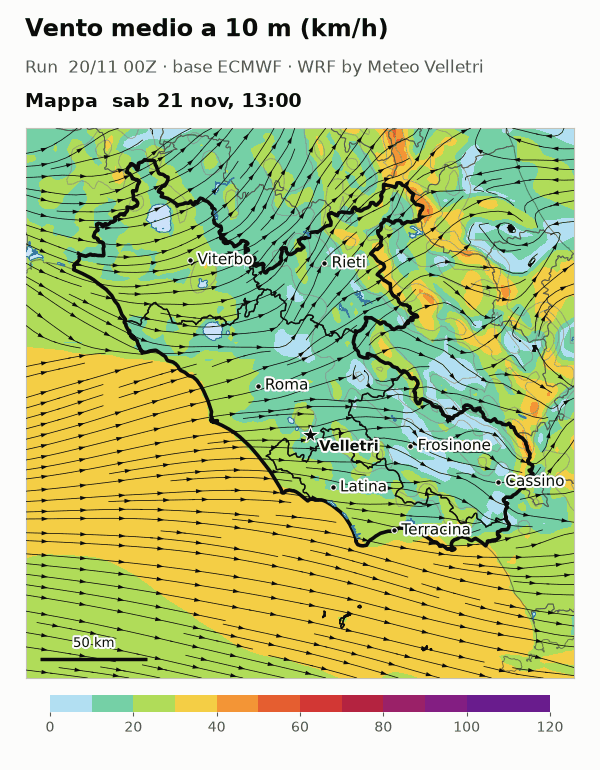 Vento medio a 10 m (km/h)
Run  20/11 00Z · base ECMWF · WRF by Meteo Velletri
Mappa  sab 21 nov, 13:00
Viterbo
Rieti
Roma
Velletri
Frosinone
Cassino
Latina
Terracina
50 km
0 20 40 60 80 100 120